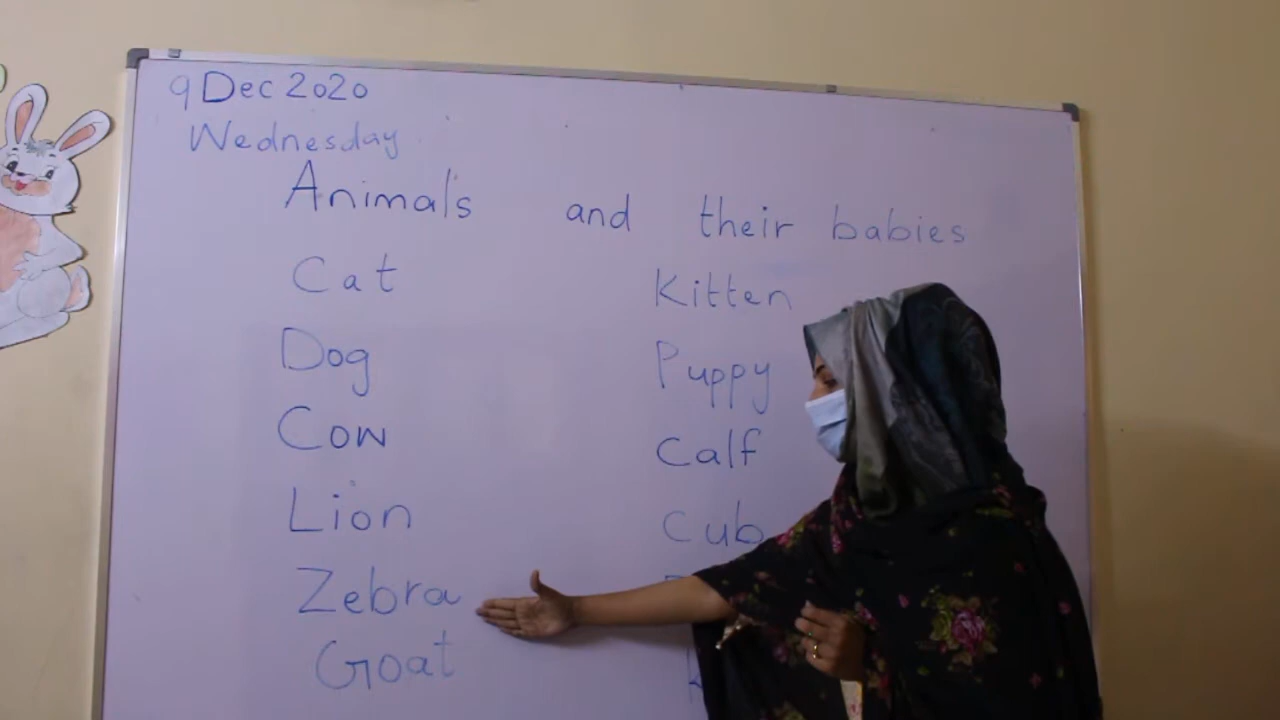 9 Dec 2020
Wednesday
Animals and their babies
Cat Kitten
Dog Puppy
Cow Calf
Lion Cub
Zebra
Goat